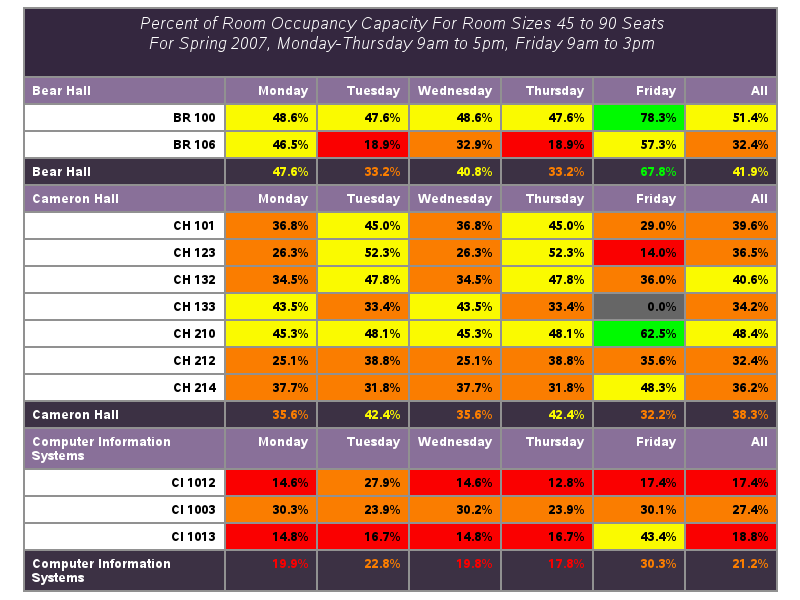 Percent of Room Occupancy Capacity For Room Sizes 45 to 90 Seats
For Spring 2007, Monday-Thursday 9am to 5pm, Friday 9am to 3pm
Bear Hall Monday Tuesday Wednesday Thursday Friday All
BR 100 48.6% 47.6% 48.6% 47.6% 78.3% 51.4%
BR 106 46.5% 18.9% 32.9% 18.9% 57.3% 32.4%
Bear Hall 47.6% 33.2% 40.8% 33.2% 67.8% 41.9%
Cameron Hall Monday Tuesday Wednesday Thursday Friday All
CH 101 36.8% 45.0% 36.8% 45.0% 29.0% 39.6%
CH 123 26.3% 52.3% 26.3% 52.3% 14.0% 36.5%
CH 132 34.5% 47.8% 34.5% 47.8% 36.0% 40.6%
CH 133 43.5% 33.4% 43.5% 33.4% 0.0% 34.2%
CH 210 45.3% 48.1% 45.3% 48.1% 62.5% 48.4%
CH 212 25.1% 38.8% 25.1% 38.8% 35.6% 32.4%
CH 214 37.7% 31.8% 37.7% 31.8% 48.3% 36.2%
Cameron Hall 35.6% 42.4% 35.6% 42.4% 32.2% 38.3%
Computer Information Systems Monday Tuesday Wednesday Thursday Friday All
CI 1012 14.6% 27.9% 14.6% 12.8% 17.4% 17.4%
CI 1003 30.3% 23.9% 30.2% 23.9% 30.1% 27.4%
CI 1013 14.8% 16.7% 14.8% 16.7% 43.4% 18.8%
Computer Information Systems 19.9% 22.8% 19.8% 17.8% 30.3% 21.2%